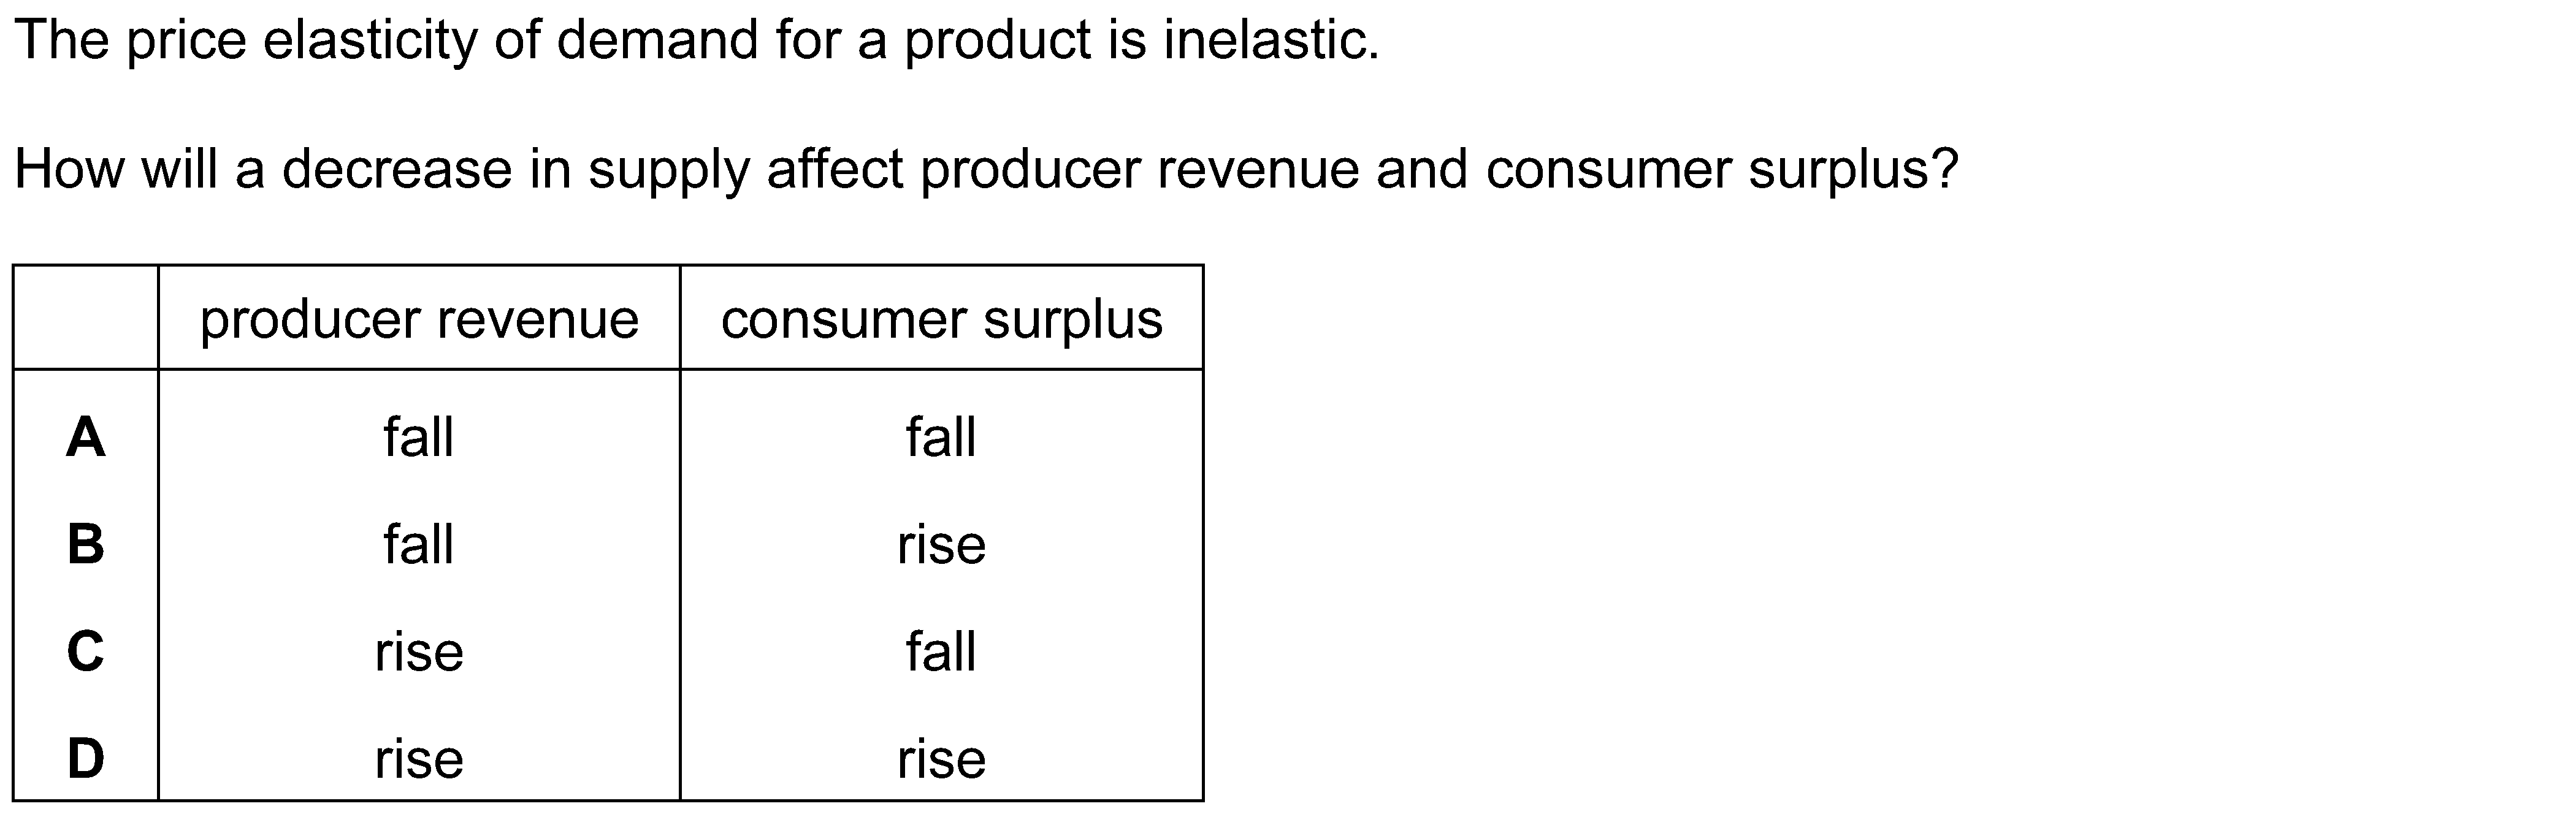 The price elasticity of demand for a product is inelastic.
How will a decrease in supply affect producer revenue and consumer surplus?
producer revenue consumer surplus
A fall fall
B fall rise
C rise fall
D rise rise